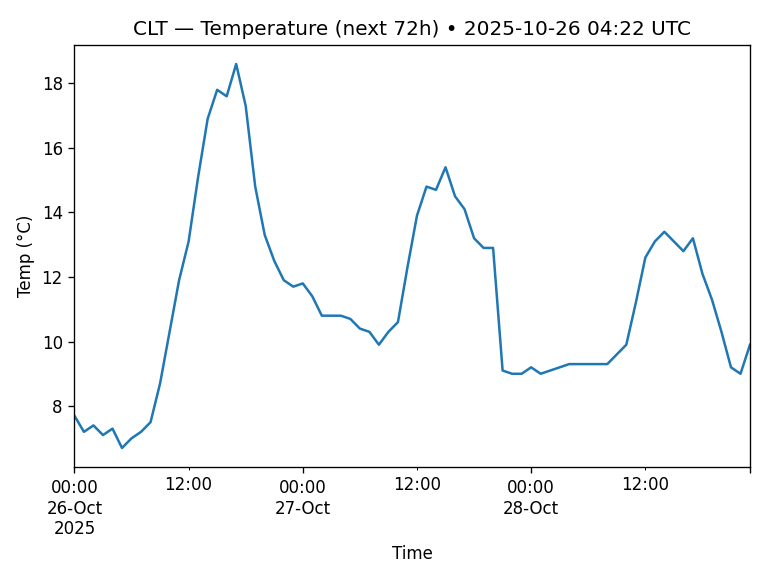 CLT — Temperature (next 72h) • 2025-10-26 04:22 UTC
Temp (°C)
18
16
14
12
10
8
00:00 12:00 00:00 12:00 00:00 12:00
26-Oct 27-Oct 28-Oct
2025
Time